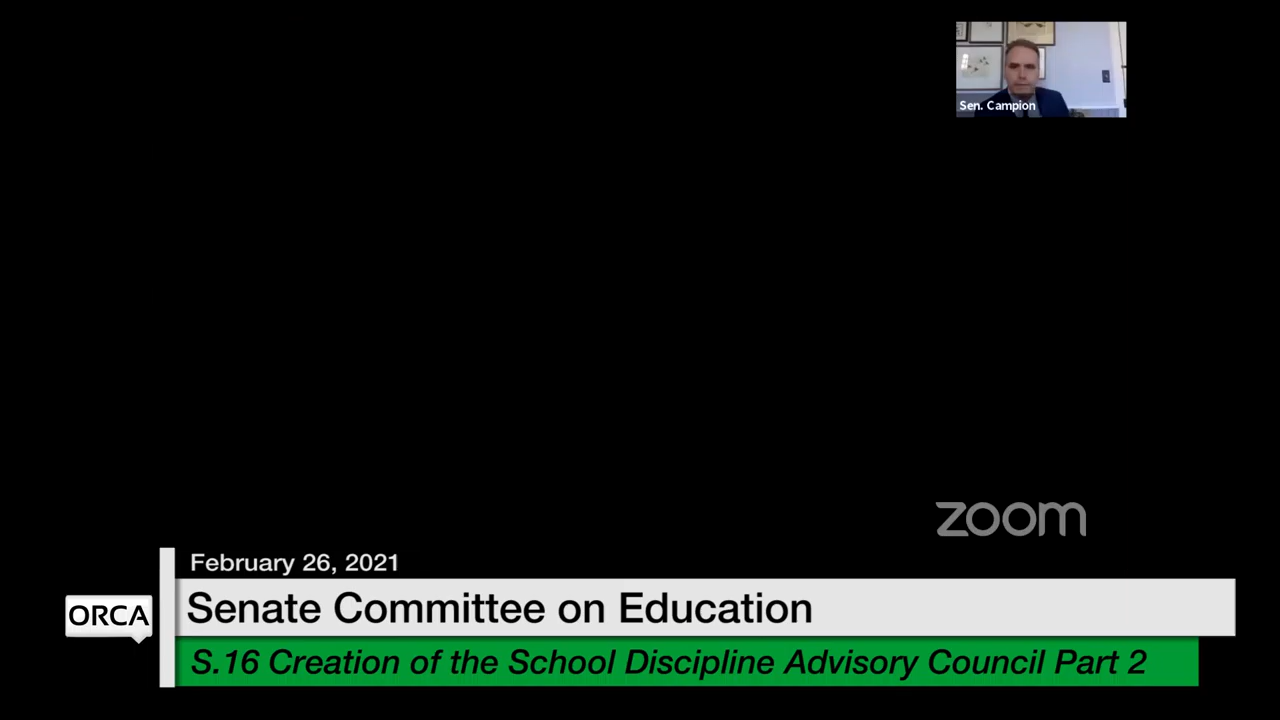 Sen. Campion
zoom
February 26, 2021
Senate Committee on Education
ORCA
S.16 Creation of the School Discipline Advisory Council Part 2